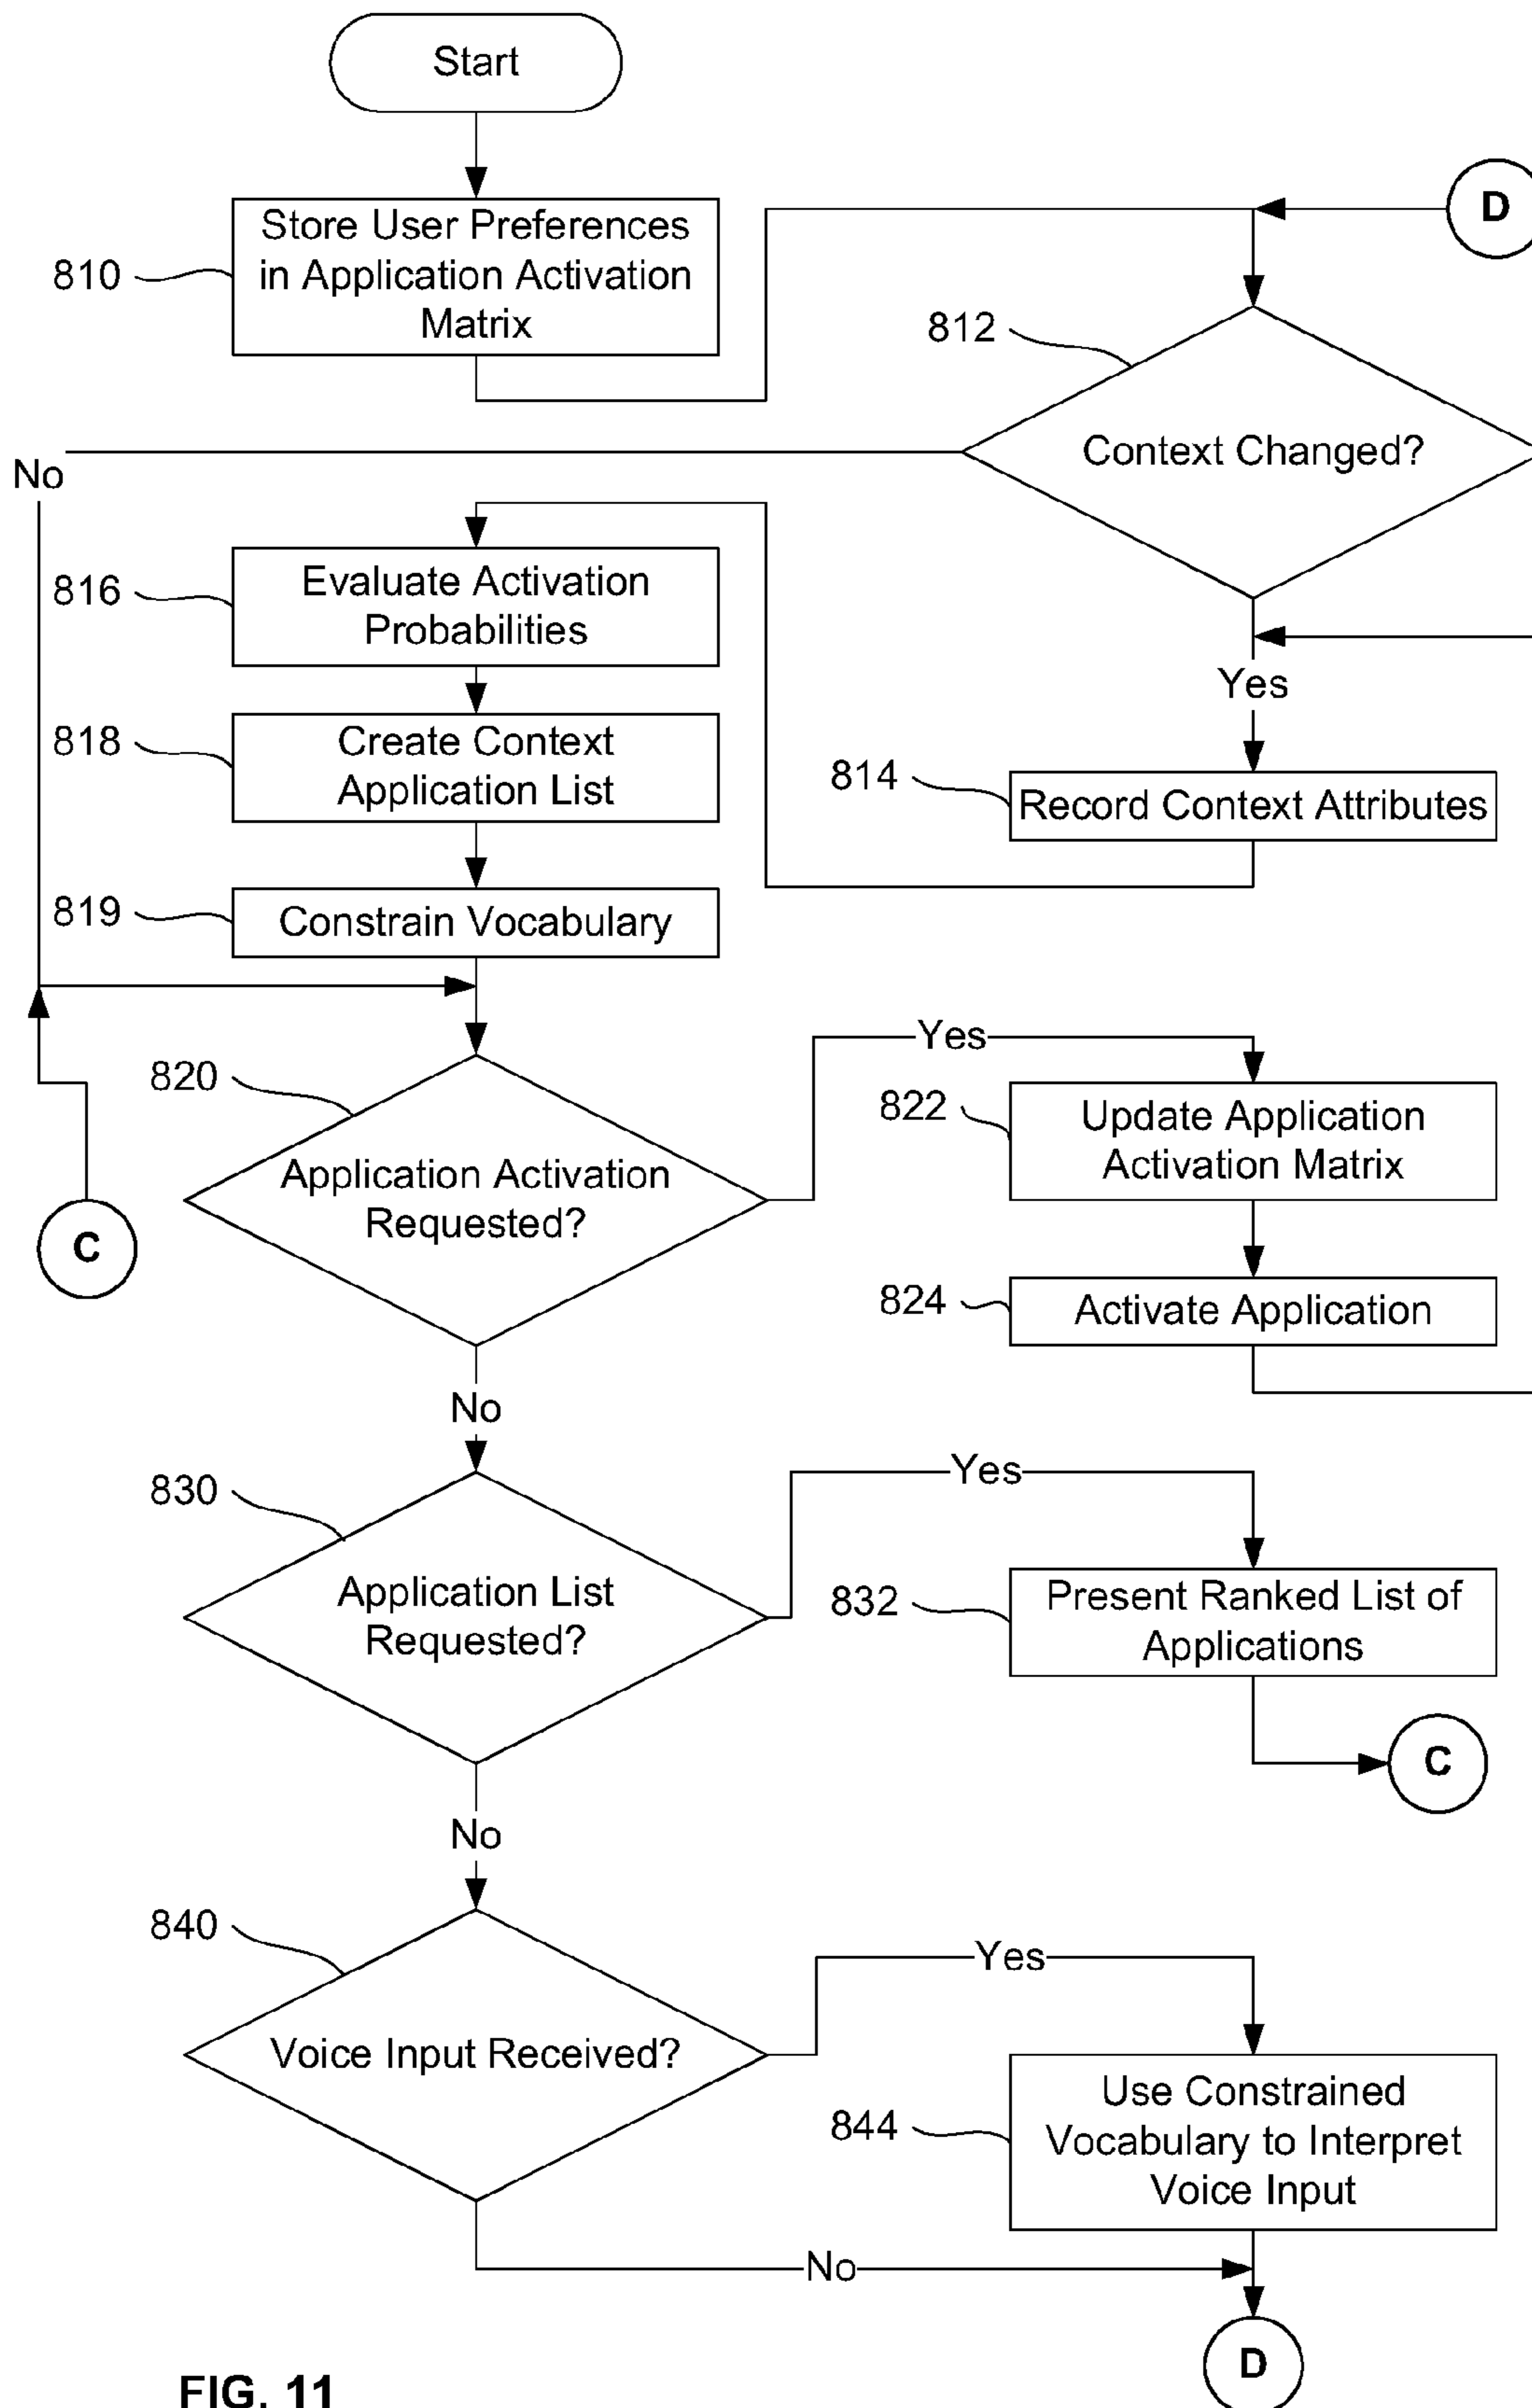 Start
Store User Preferences
in Application Activation
Matrix
810
D
812
Context Changed?
No
Yes
816
Evaluate Activation
Probabilities
818
Create Context
Application List
814
Record Context Attributes
819
Constrain Vocabulary
820
Application Activation
Requested?
Yes
822
Update Application
Activation Matrix
C
824
Activate Application
No
830
Application List
Requested?
Yes
832
Present Ranked List of
Applications
C
No
840
Voice Input Received?
Yes
844
Use Constrained
Vocabulary to Interpret
Voice Input
No
D
FIG. 11